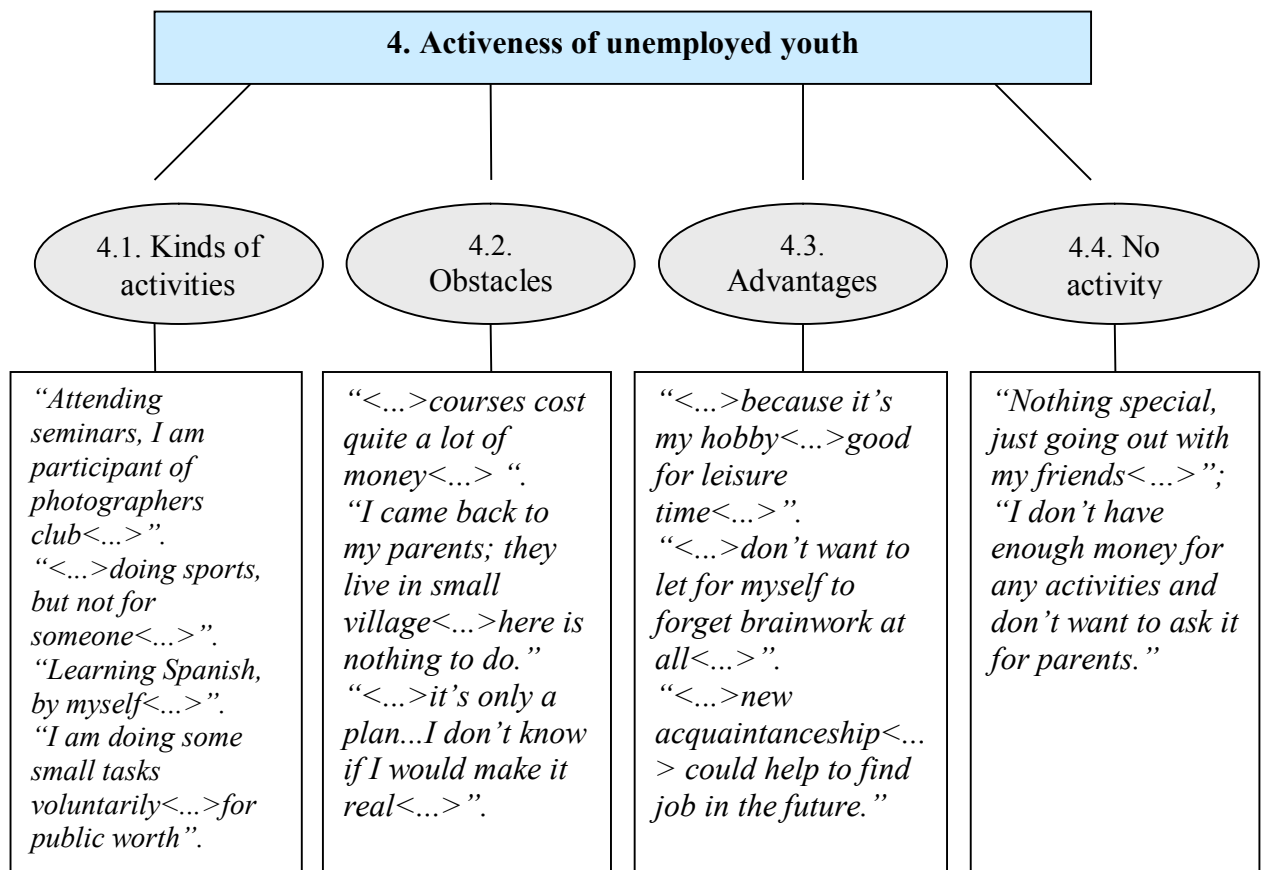 4. Activeness of unemployed youth
4.1. Kinds of
activities
4.2.
Obstacles
4.3.
Advantages
4.4. No
activity
“Attending
seminars, I am
participant of
photographers
club<...>”.
“<...>doing sports,
but not for
someone<...>”.
“Learning Spanish,
by myself<...>”.
“I am doing some
small tasks
voluntarily<...>for
public worth”.
“<...>courses cost
quite a lot of
money<...> “.
“I came back to
my parents; they
live in small
village<...>here is
nothing to do.”
“<...>it’s only a
plan...I don’t know
if I would make it
real<...>”.
“<...>because it’s
my hobby<...>good
for leisure
time<...>”.
“<...>don’t want to
let for myself to
forget brainwork at
all<...>”.
“<...>new
acquaintanceship<...
> could help to find
job in the future.”
“Nothing special,
just going out with
my friends<...>”;
“I don’t have
enough money for
any activities and
don’t want to ask it
for parents.”